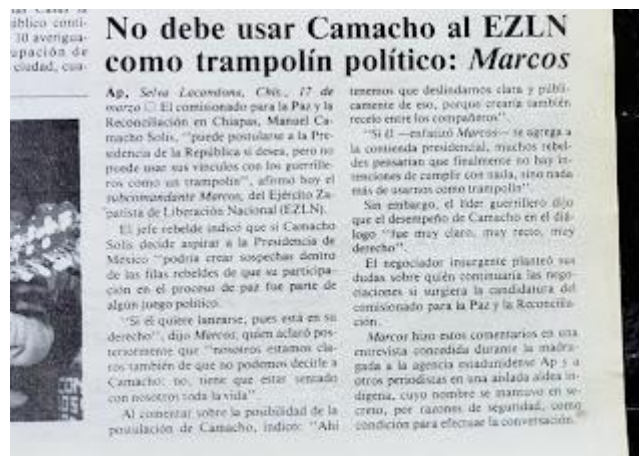 iblico conti-
10 averigua-
upación de
ciudad, cua-
No debe usar Camacho al EZLN
como trampolín político: Marcos
Ap, Selva Lacandona, Chis., 17 de
marzo □ El comisionado para la Paz y la
Reconciliación en Chiapas, Manuel Ca-
macho Solís, "puede postularse a la Pre-
sidencia de la República si desea, pero no
puede usar sus vínculos con los guerrille-
ros como un trampolín", afirmó hoy el
subcomandante Marcos, del Ejército Za-
patista de Liberación Nacional (EZLN).
El jefe rebelde indicó que si Camacho
Solís decide aspirar a la Presidencia de
México "podría crear sospechas dentro
de las filas rebeldes de que su participa-
ción en el proceso de paz fue parte de
algún juego político.
"Si él quiere lanzarse, pues está en su
derecho", dijo Marcos, quien aclaró pos-
teriormente que "nosotros estamos cla-
ros también de que no podemos decirle a
Camacho: no, tiene que estar sentado
con nosotros toda la vida".
Al comentar sobre la posibilidad de la
postulación de Camacho, indicó: "Ahí
tenemos que deslindarnos clara y públi-
camente de eso, porque crearía también
recelo entre los compañeros".
"Si él —enfatizó Marcos— se agrega a
la contienda presidencial, muchos rebel-
des pensarían que finalmente no hay in-
tenciones de cumplir con nada, sino nada
más de usarnos como trampolín".
Sin embargo, el líder guerrillero dijo
que el desempeño de Camacho en el diá-
logo "fue muy claro, muy recio, muy
derecho".
El negociador insurgente planteó sus
dudas sobre quién continuaría las nego-
ciaciones si surgiera la candidatura del
comisionado para la Paz y la Reconcilia-
ción.
Marcos hizo estos comentarios en una
entrevista concedida durante la madru-
gada a la agencia estadunidense Ap y a
otros periodistas en una aislada aldea in-
dígena, cuyo nombre se mantuvo en se-
creto, por razones de seguridad, como
condición para efectuar la conversación.